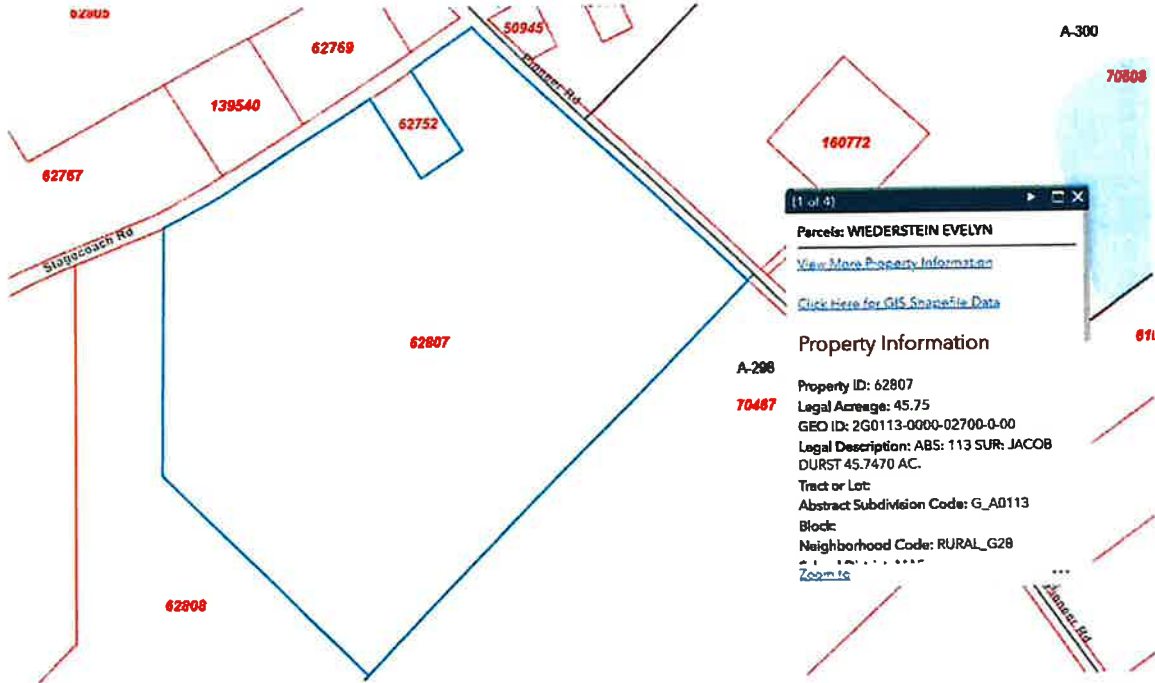 62805
62769
50945
A-300
70808
139540
Pioneer Rd
62752
160772
62767
Stagecoach Rd
(1 of 4)
Parcels: WIEDERSTEIN EVELYN
View More Property Information
Click Here for GIS Shapefile Data
62807
Property Information
A-298
70487
Property ID: 62807
Legal Acreage: 45.75
GEO ID: 2G0113-0000-02700-0-00
Legal Description: ABS: 113 SUR: JACOB
DURST 45.7470 AC.
Tract or Lot:
Abstract Subdivision Code: G_A0113
Block:
Neighborhood Code: RURAL_G28
Zoom to
...
62808
Pioneer Rd